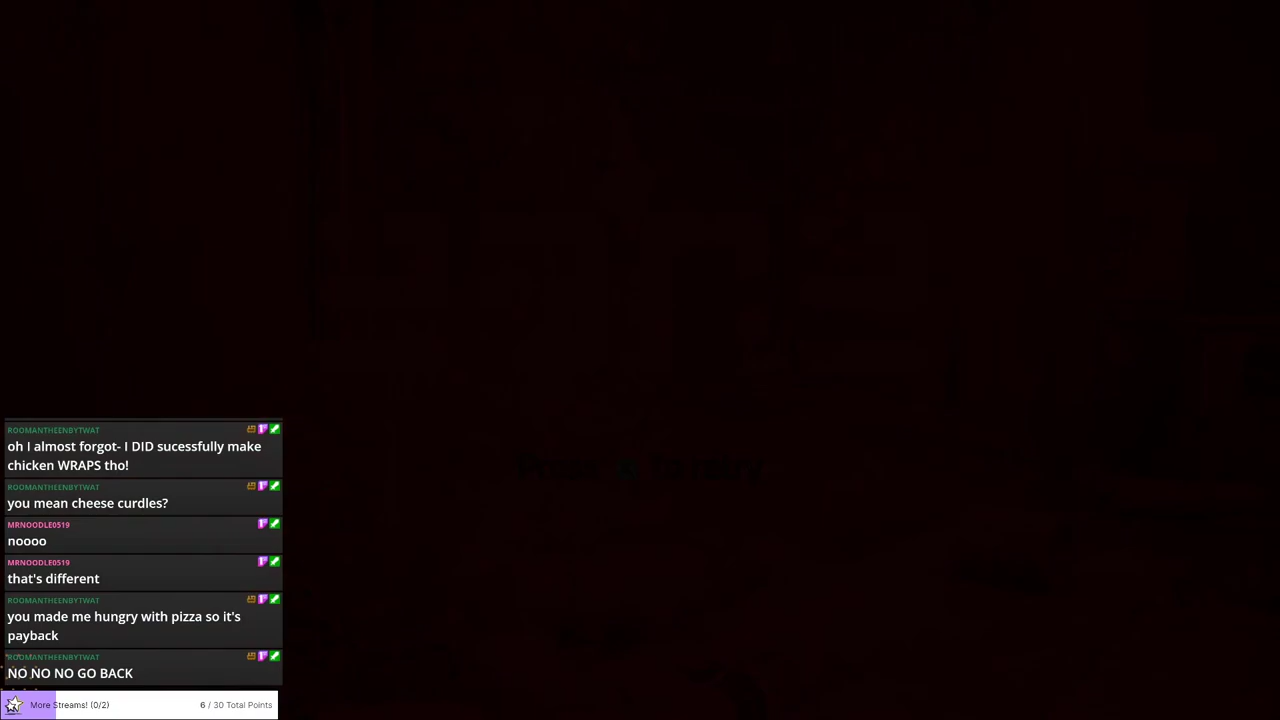 ROOMANTHEENBYTWAT
oh I almost forgot- I DID sucessfully make
chicken WRAPS tho!
ROOMANTHEENBYTWAT
you mean cheese curdles?
MRNOODLE0519
noooo
MRNOODLE0519
that's different
ROOMANTHEENBYTWAT
you made me hungry with pizza so it's
payback
ROOMANTHEENBYTWAT
NO NO NO GO BACK
More Streams! (0/2) 6 / 30 Total Points